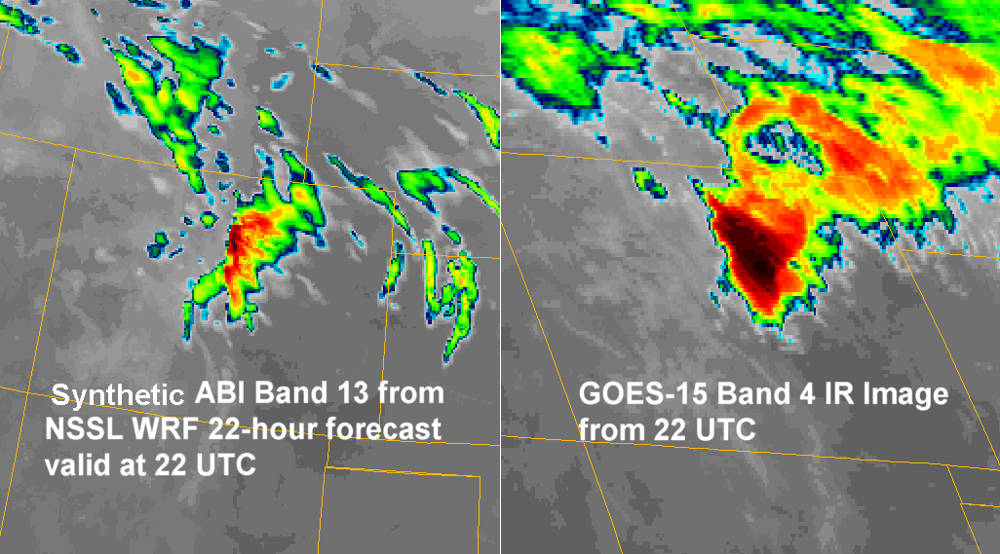 Synthetic ABI Band 13 from
NSSL WRF 22-hour forecast
valid at 22 UTC
GOES-15 Band 4 IR Image
from 22 UTC